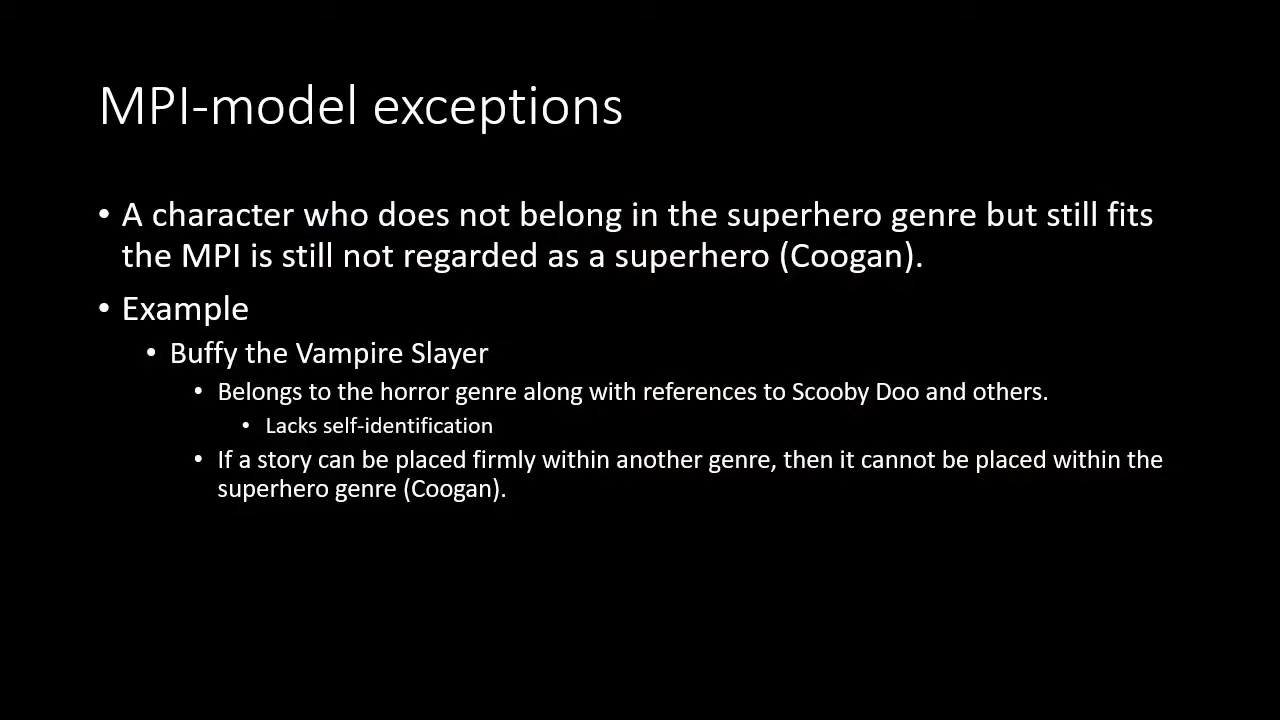 MPI-model exceptions
• A character who does not belong in the superhero genre but still fits
the MPI is still not regarded as a superhero (Coogan).
• Example
• Buffy the Vampire Slayer
• Belongs to the horror genre along with references to Scooby Doo and others.
• Lacks self-identification
• If a story can be placed firmly within another genre, then it cannot be placed within the
superhero genre (Coogan).